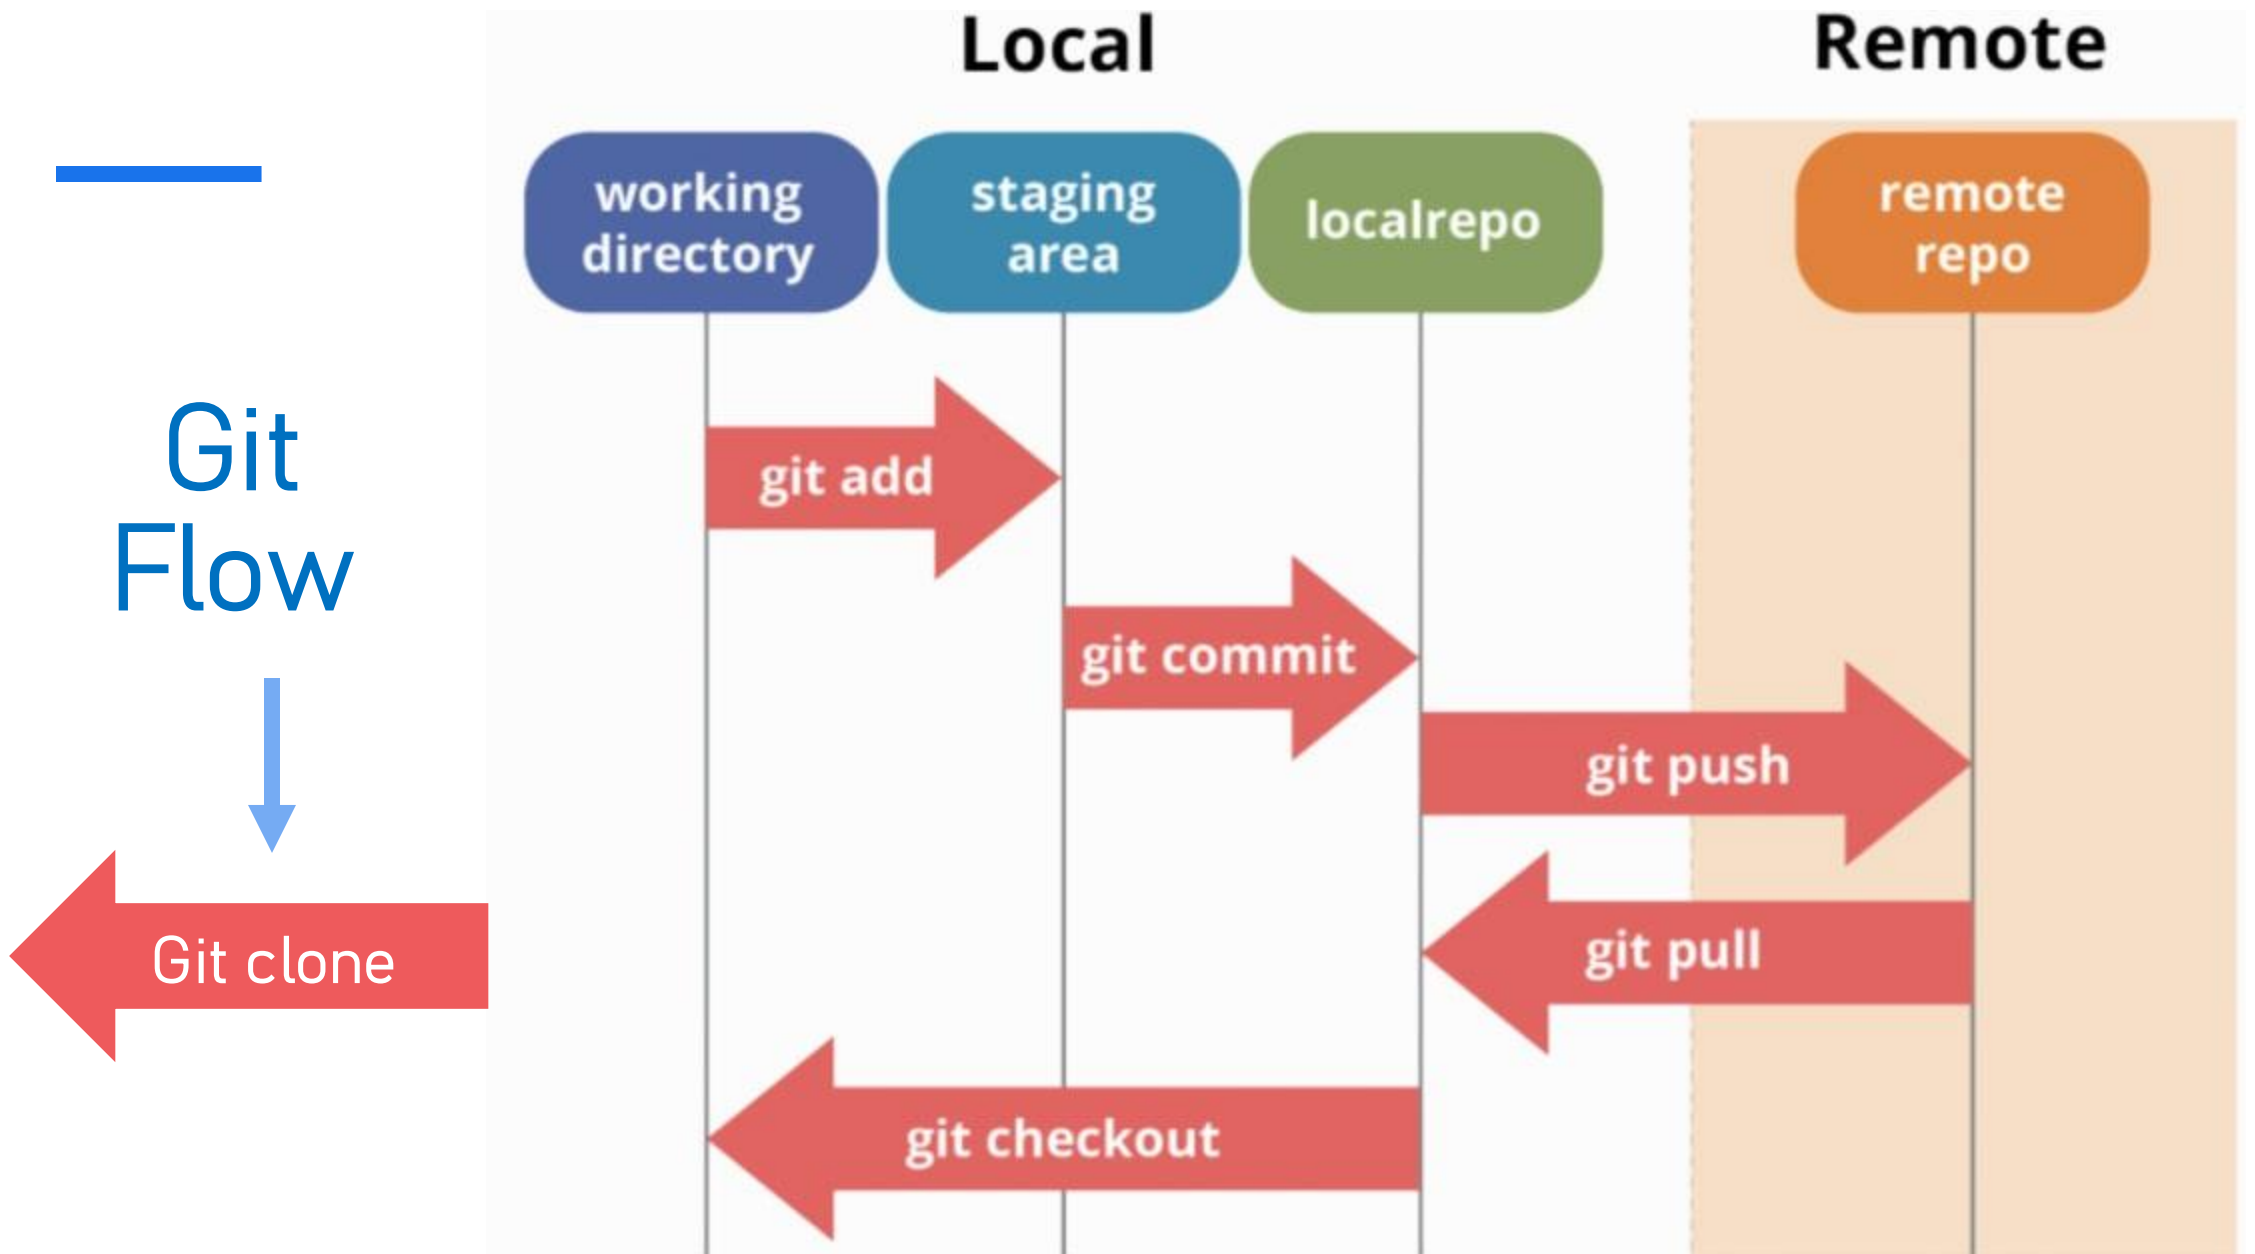 Local
Remote
working
directory
staging
area
localrepo
remote
repo
Git
Flow
git add
git commit
git push
git pull
Git clone
git checkout